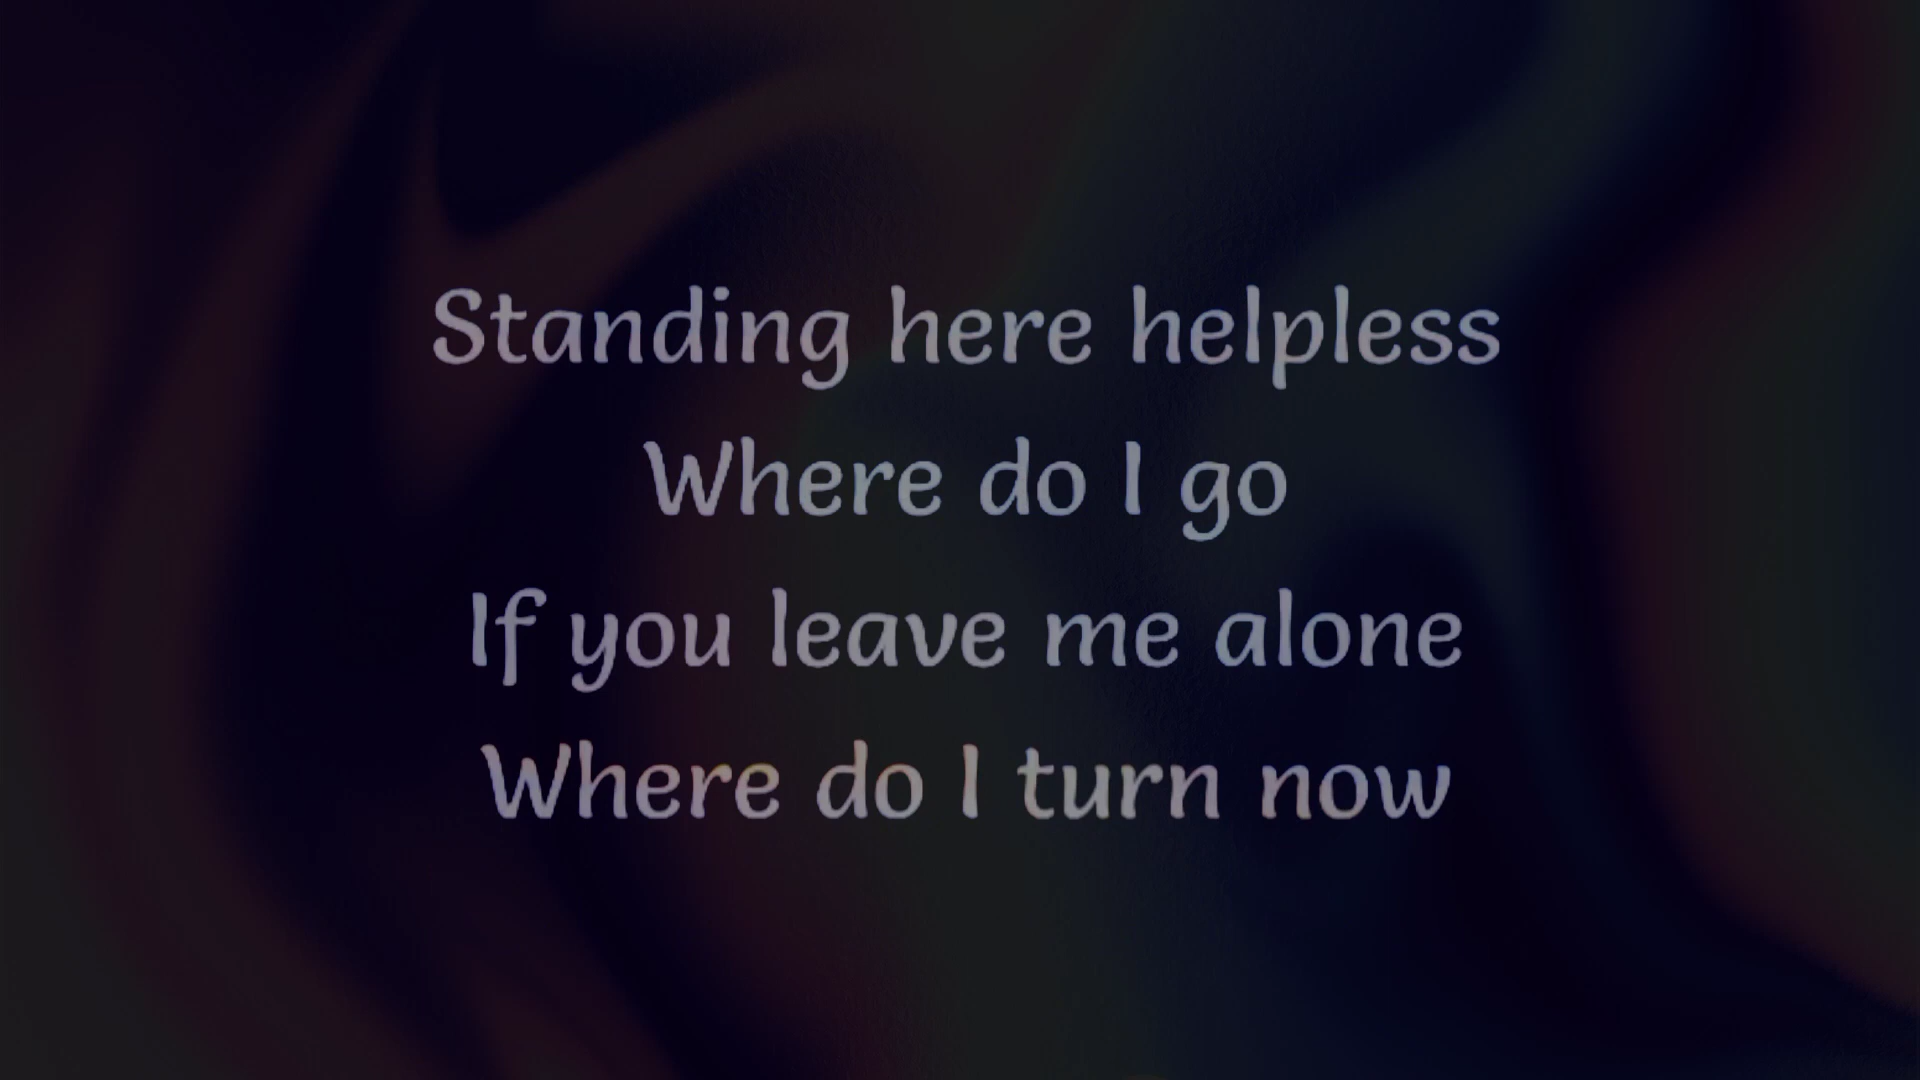 Standing here helpless
Where do I go
If you leave me alone
Where do I turn now